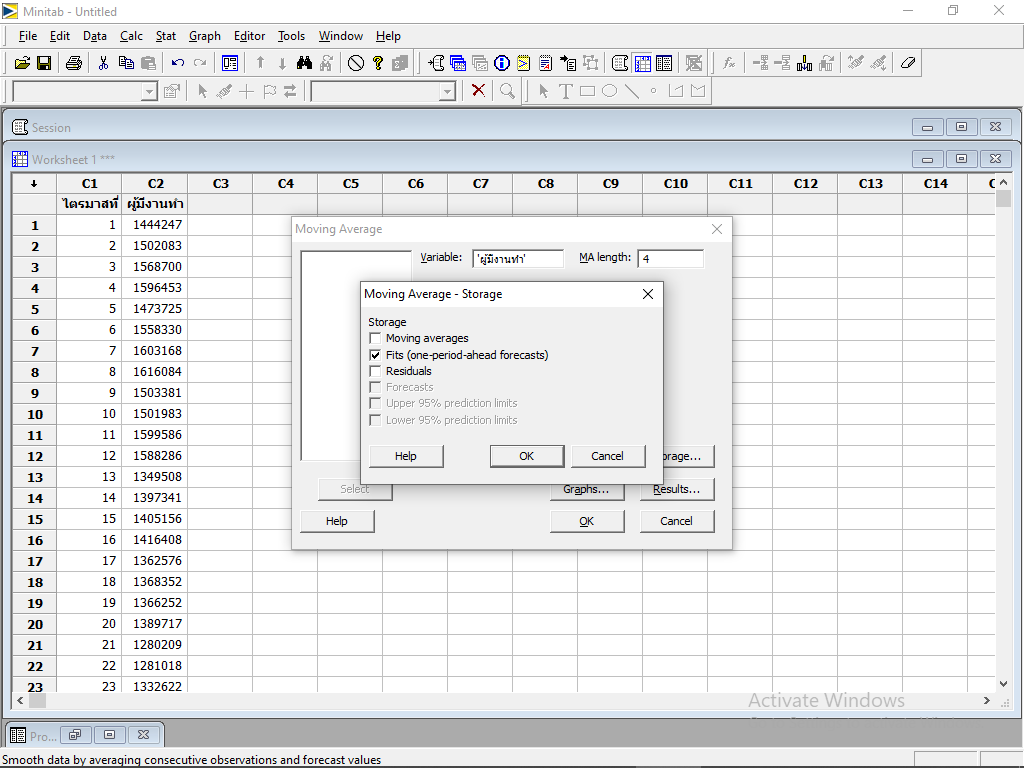 Minitab - Untitled
File Edit Data Calc Stat Graph Editor Tools Window Help
Session
Worksheet 1 ***
C1 C2 C3 C4 C5 C6 C7 C8 C9 C10 C11 C12 C13 C14
ไตรมาสที่ ผู้มีงานทำ
1 1 1444247
2 2 1502083
3 3 1568700
4 4 1596453
5 5 1473725
6 6 1558330
7 7 1603168
8 8 1616084
9 9 1503381
10 10 1501983
11 11 1599586
12 12 1588286
13 13 1349508
14 14 1397341
15 15 1405156
16 16 1416408
17 17 1362576
18 18 1368352
19 19 1366252
20 20 1389717
21 21 1280209
22 22 1281018
23 23 1332622
Moving Average
Variable: 'ผู้มีงานทำ' MA length: 4
Moving Average - Storage
Storage
Moving averages
Fits (one-period-ahead forecasts)
Residuals
Forecasts
Upper 95% prediction limits
Lower 95% prediction limits
Help OK Cancel orage...
Select Graphs... Results...
Help OK Cancel
Activate Windows
Pro...
Smooth data by averaging consecutive observations and forecast values